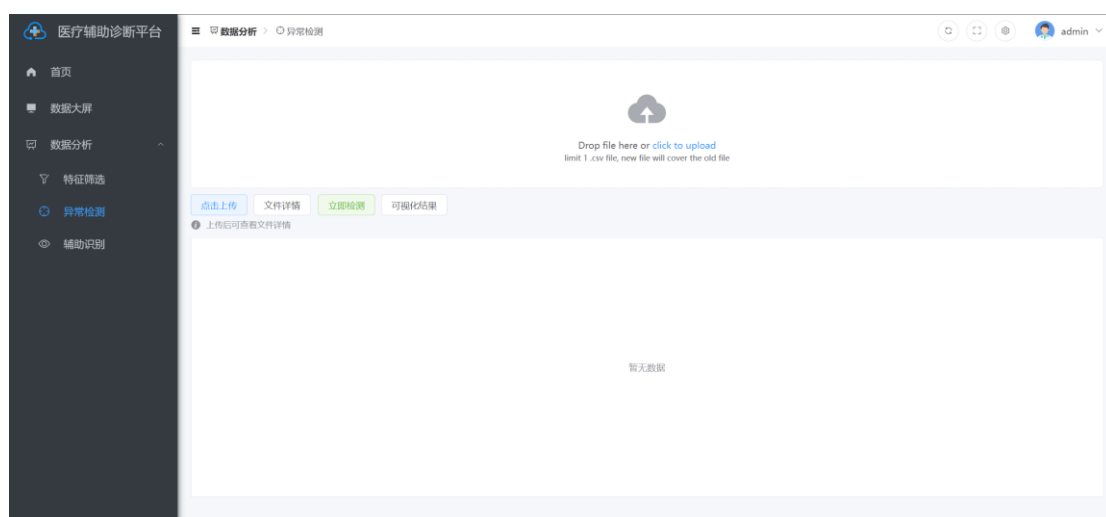 医疗辅助诊断平台
数据分析 > 异常检测
admin
首页
数据大屏
数据分析
特征筛选
异常检测
辅助识别
Drop file here or click to upload
limit 1 .csv file, new file will cover the old file
点击上传 文件详情 立即检测 可视化结果
上传后可查看文件详情
暂无数据